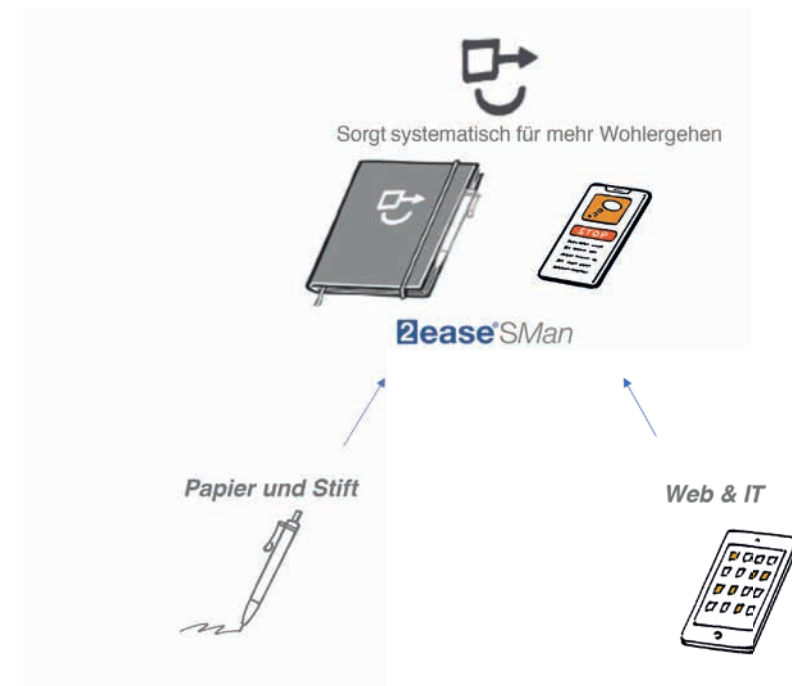 Sorgt systematisch für mehr Wohlergehen
STOP
2ease®SMan
Papier und Stift
Web & IT